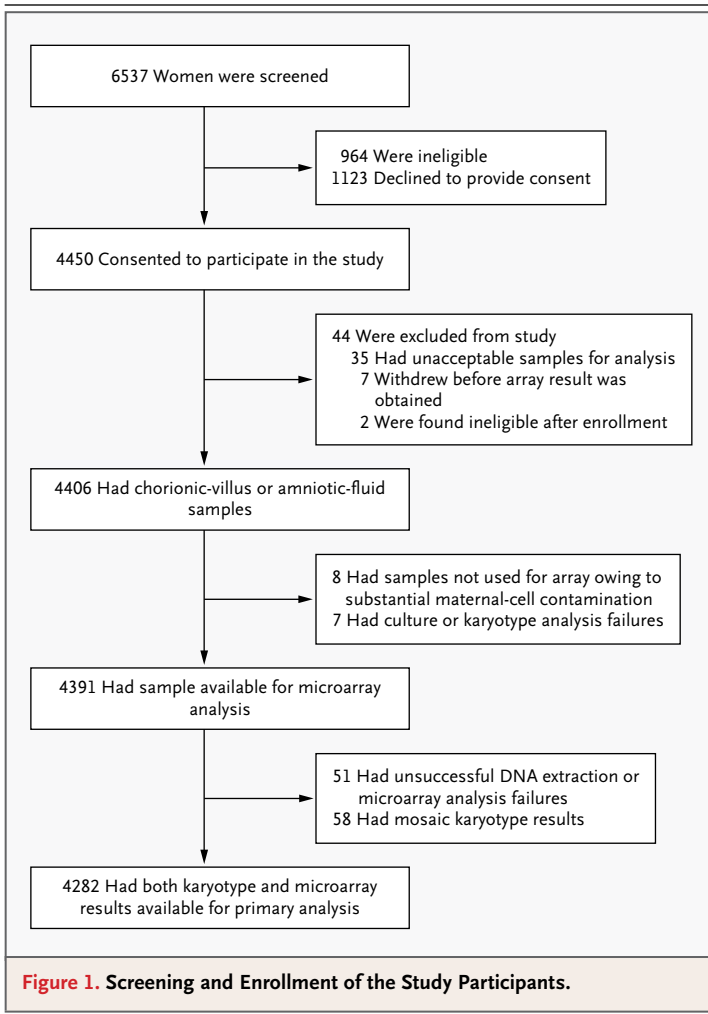 6537 Women were screened
964 Were ineligible
1123 Declined to provide consent
4450 Consented to participate in the study
44 Were excluded from study
35 Had unacceptable samples for analysis
7 Withdrew before array result was
obtained
2 Were found ineligible after enrollment
4406 Had chorionic-villus or amniotic-fluid
samples
8 Had samples not used for array owing to
substantial maternal-cell contamination
7 Had culture or karyotype analysis failures
4391 Had sample available for microarray
analysis
51 Had unsuccessful DNA extraction or
microarray analysis failures
58 Had mosaic karyotype results
4282 Had both karyotype and microarray
results available for primary analysis
Figure 1. Screening and Enrollment of the Study Participants.